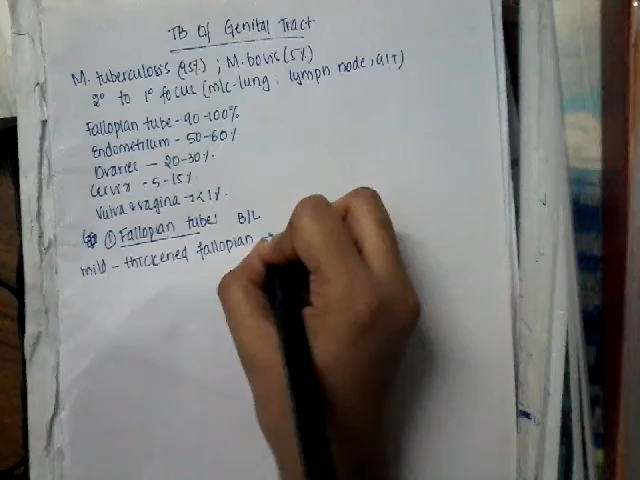 TB Of Genital Tract
M. tuberculosis (95%) ; M. bovis (5%)
2° to 1° focus (m/c - lung, lymph node, GIT)
Fallopian tube - 90-100%
Endometrium - 50-60%
Ovaries - 20-30%
Cervix - 5-15%
Vulva & vagina - <1%
① Fallopian tube: B/L
mild - thickened fallopian